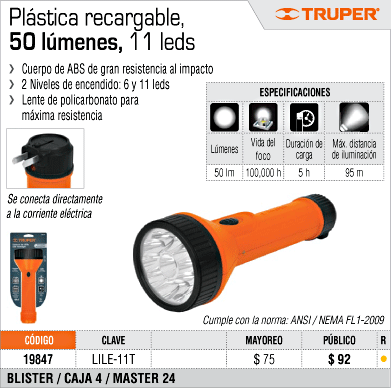 Plástica recargable,
50 lúmenes, 11 leds
TRUPER®
Cuerpo de ABS de gran resistencia al impacto
2 Niveles de encendido: 6 y 11 leds
Lente de policarbonato para
máxima resistencia
ESPECIFICACIONES
Lúmenes Vida del foco Duración de carga Máx. distancia de iluminación
50 lm 100,000 h 5 h 95 m
Se conecta directamente
a la corriente eléctrica
TRUPER
Cumple con la norma: ANSI / NEMA FL1-2009
CÓDIGO CLAVE MAYOREO PÚBLICO R
19847 LILE-11T $ 75 $ 92
BLISTER / CAJA 4 / MASTER 24